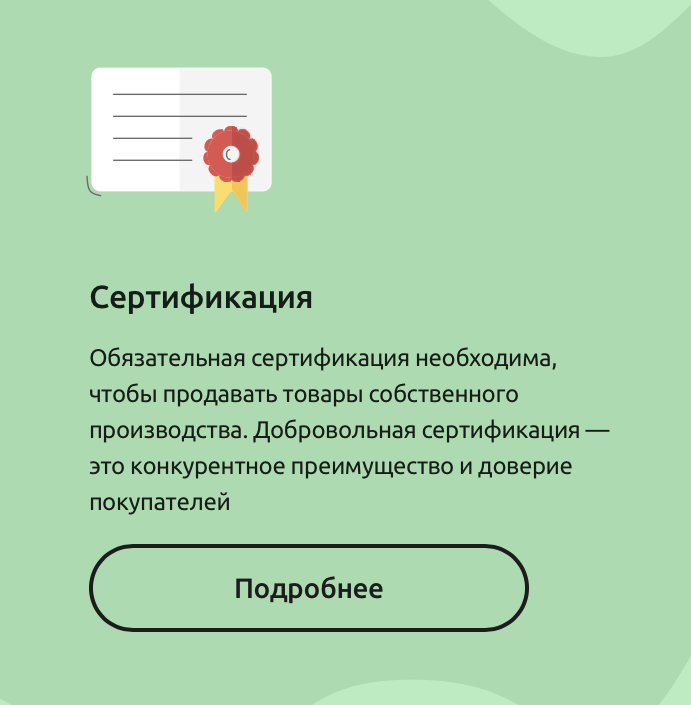 Сертификация
Обязательная сертификация необходима,
чтобы продавать товары собственного
производства. Добровольная сертификация —
это конкурентное преимущество и доверие
покупателей
Подробнее